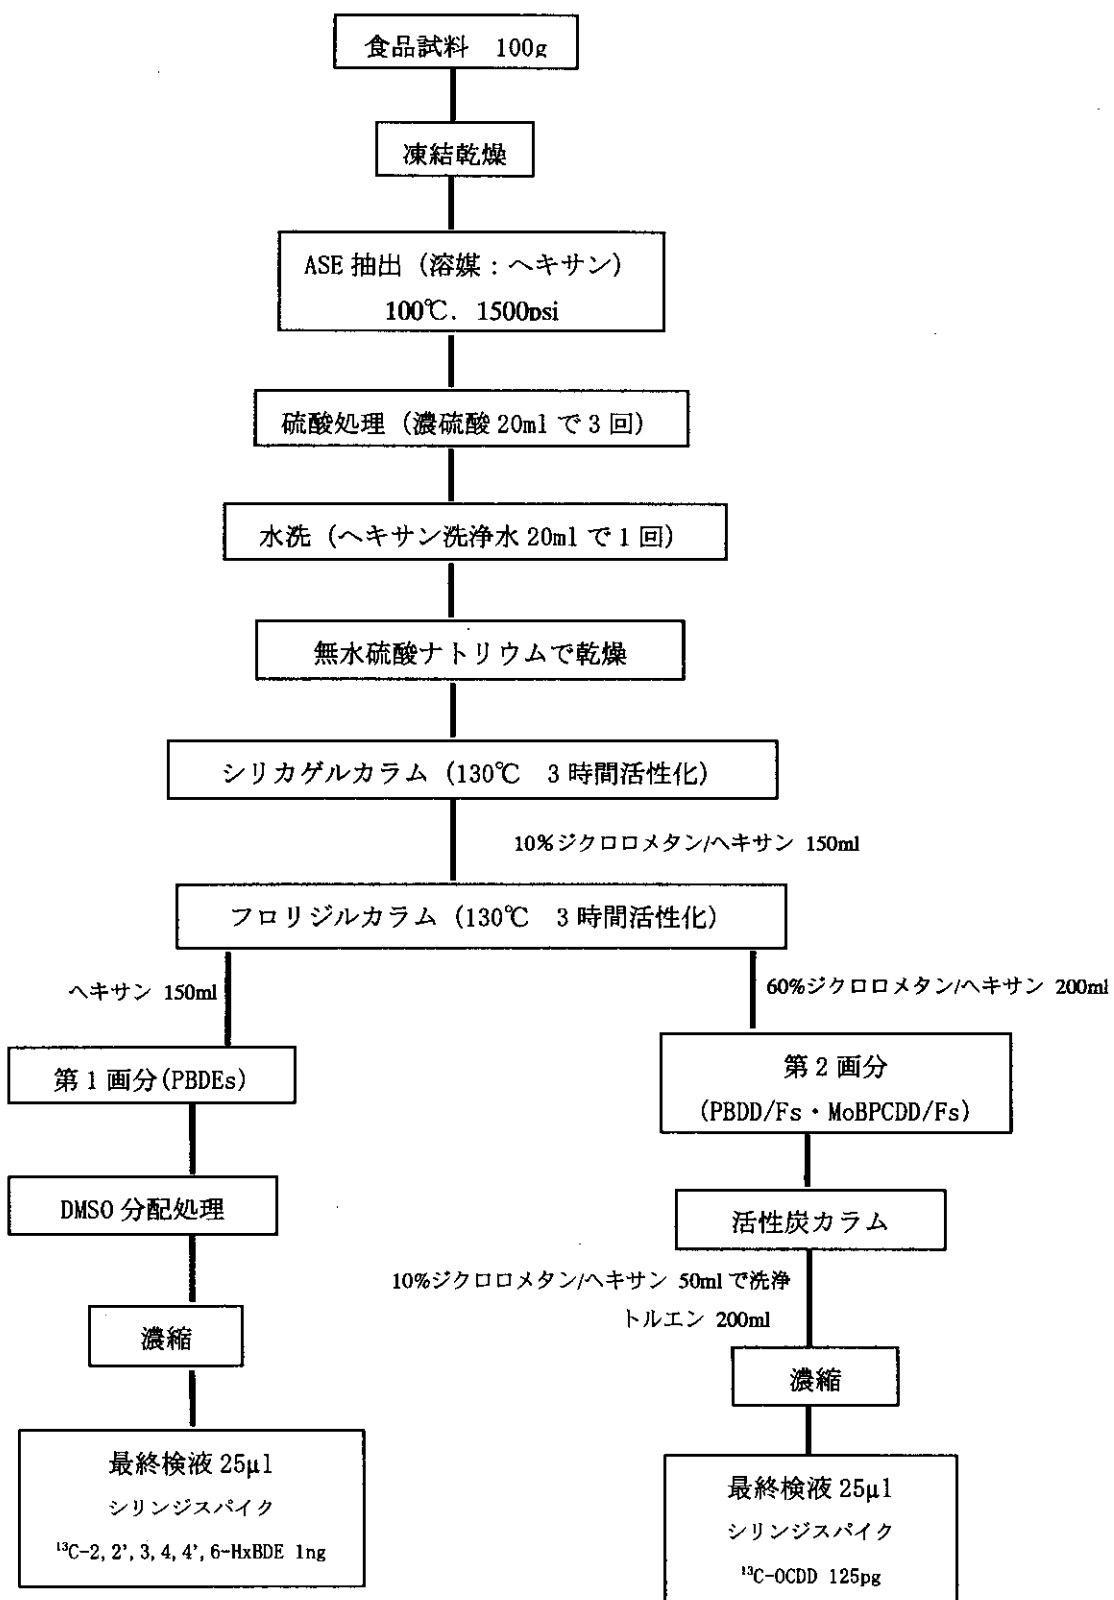 食品試料　100g
凍結乾燥
ASE 抽出（溶媒：ヘキサン）
100℃．1500psi
硫酸処理（濃硫酸 20ml で 3 回）
水洗（ヘキサン洗浄水 20ml で 1 回）
無水硫酸ナトリウムで乾燥
シリカゲルカラム（130℃　3 時間活性化）
10%ジクロロメタン/ヘキサン 150ml
フロリジルカラム（130℃　3 時間活性化）
ヘキサン 150ml
60%ジクロロメタン/ヘキサン 200ml
第 1 画分(PBDEs)
DMSO 分配処理
濃縮
最終検液 25μl
シリンジスパイク
¹³C-2, 2', 3, 4, 4', 6-HxBDE 1ng
第 2 画分
(PBDD/Fs・MoBPCDD/Fs)
活性炭カラム
10%ジクロロメタン/ヘキサン 50ml で洗浄
トルエン 200ml
濃縮
最終検液 25μl
シリンジスパイク
¹³C-OCDD 125pg